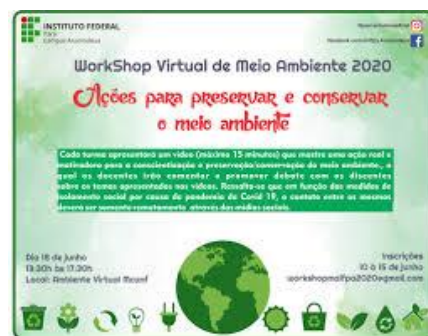 INSTITUTO FEDERAL
Pará
Câmpus Ananindeua
WorkShop Virtual de Meio Ambiente 2020
Ações para preservar e conservar
o meio ambiente
Cada turma apresentará um vídeo (máximo 15 minutos) que mostre uma ação real e
motivadora para a conscientização e preservação/conservação do meio ambiente., o
qual os docentes irão comentar e promover debate com os discentes
sobre os temas apresentados nos vídeos. Ressalta-se que em função das medidas de
isolamento social por causa da pandemia da Covid 19, o contato entre os mesmos
deverá ser somente remotamente através das mídias sociais.
Dia 18 de junho
13:30h às 17:30h
Local: Ambiente Virtual Mconf
Inscrições
10 à 15 de junho
workshopmaifpa2020@gmail.com